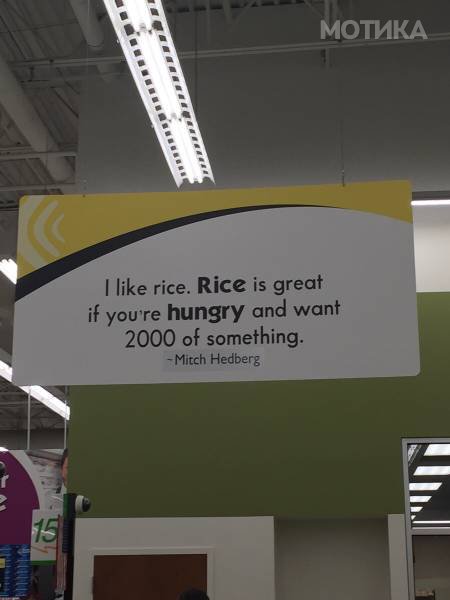 МОТИКА
I like rice. Rice is great
if you're hungry and want
2000 of something.
~Mitch Hedberg
15